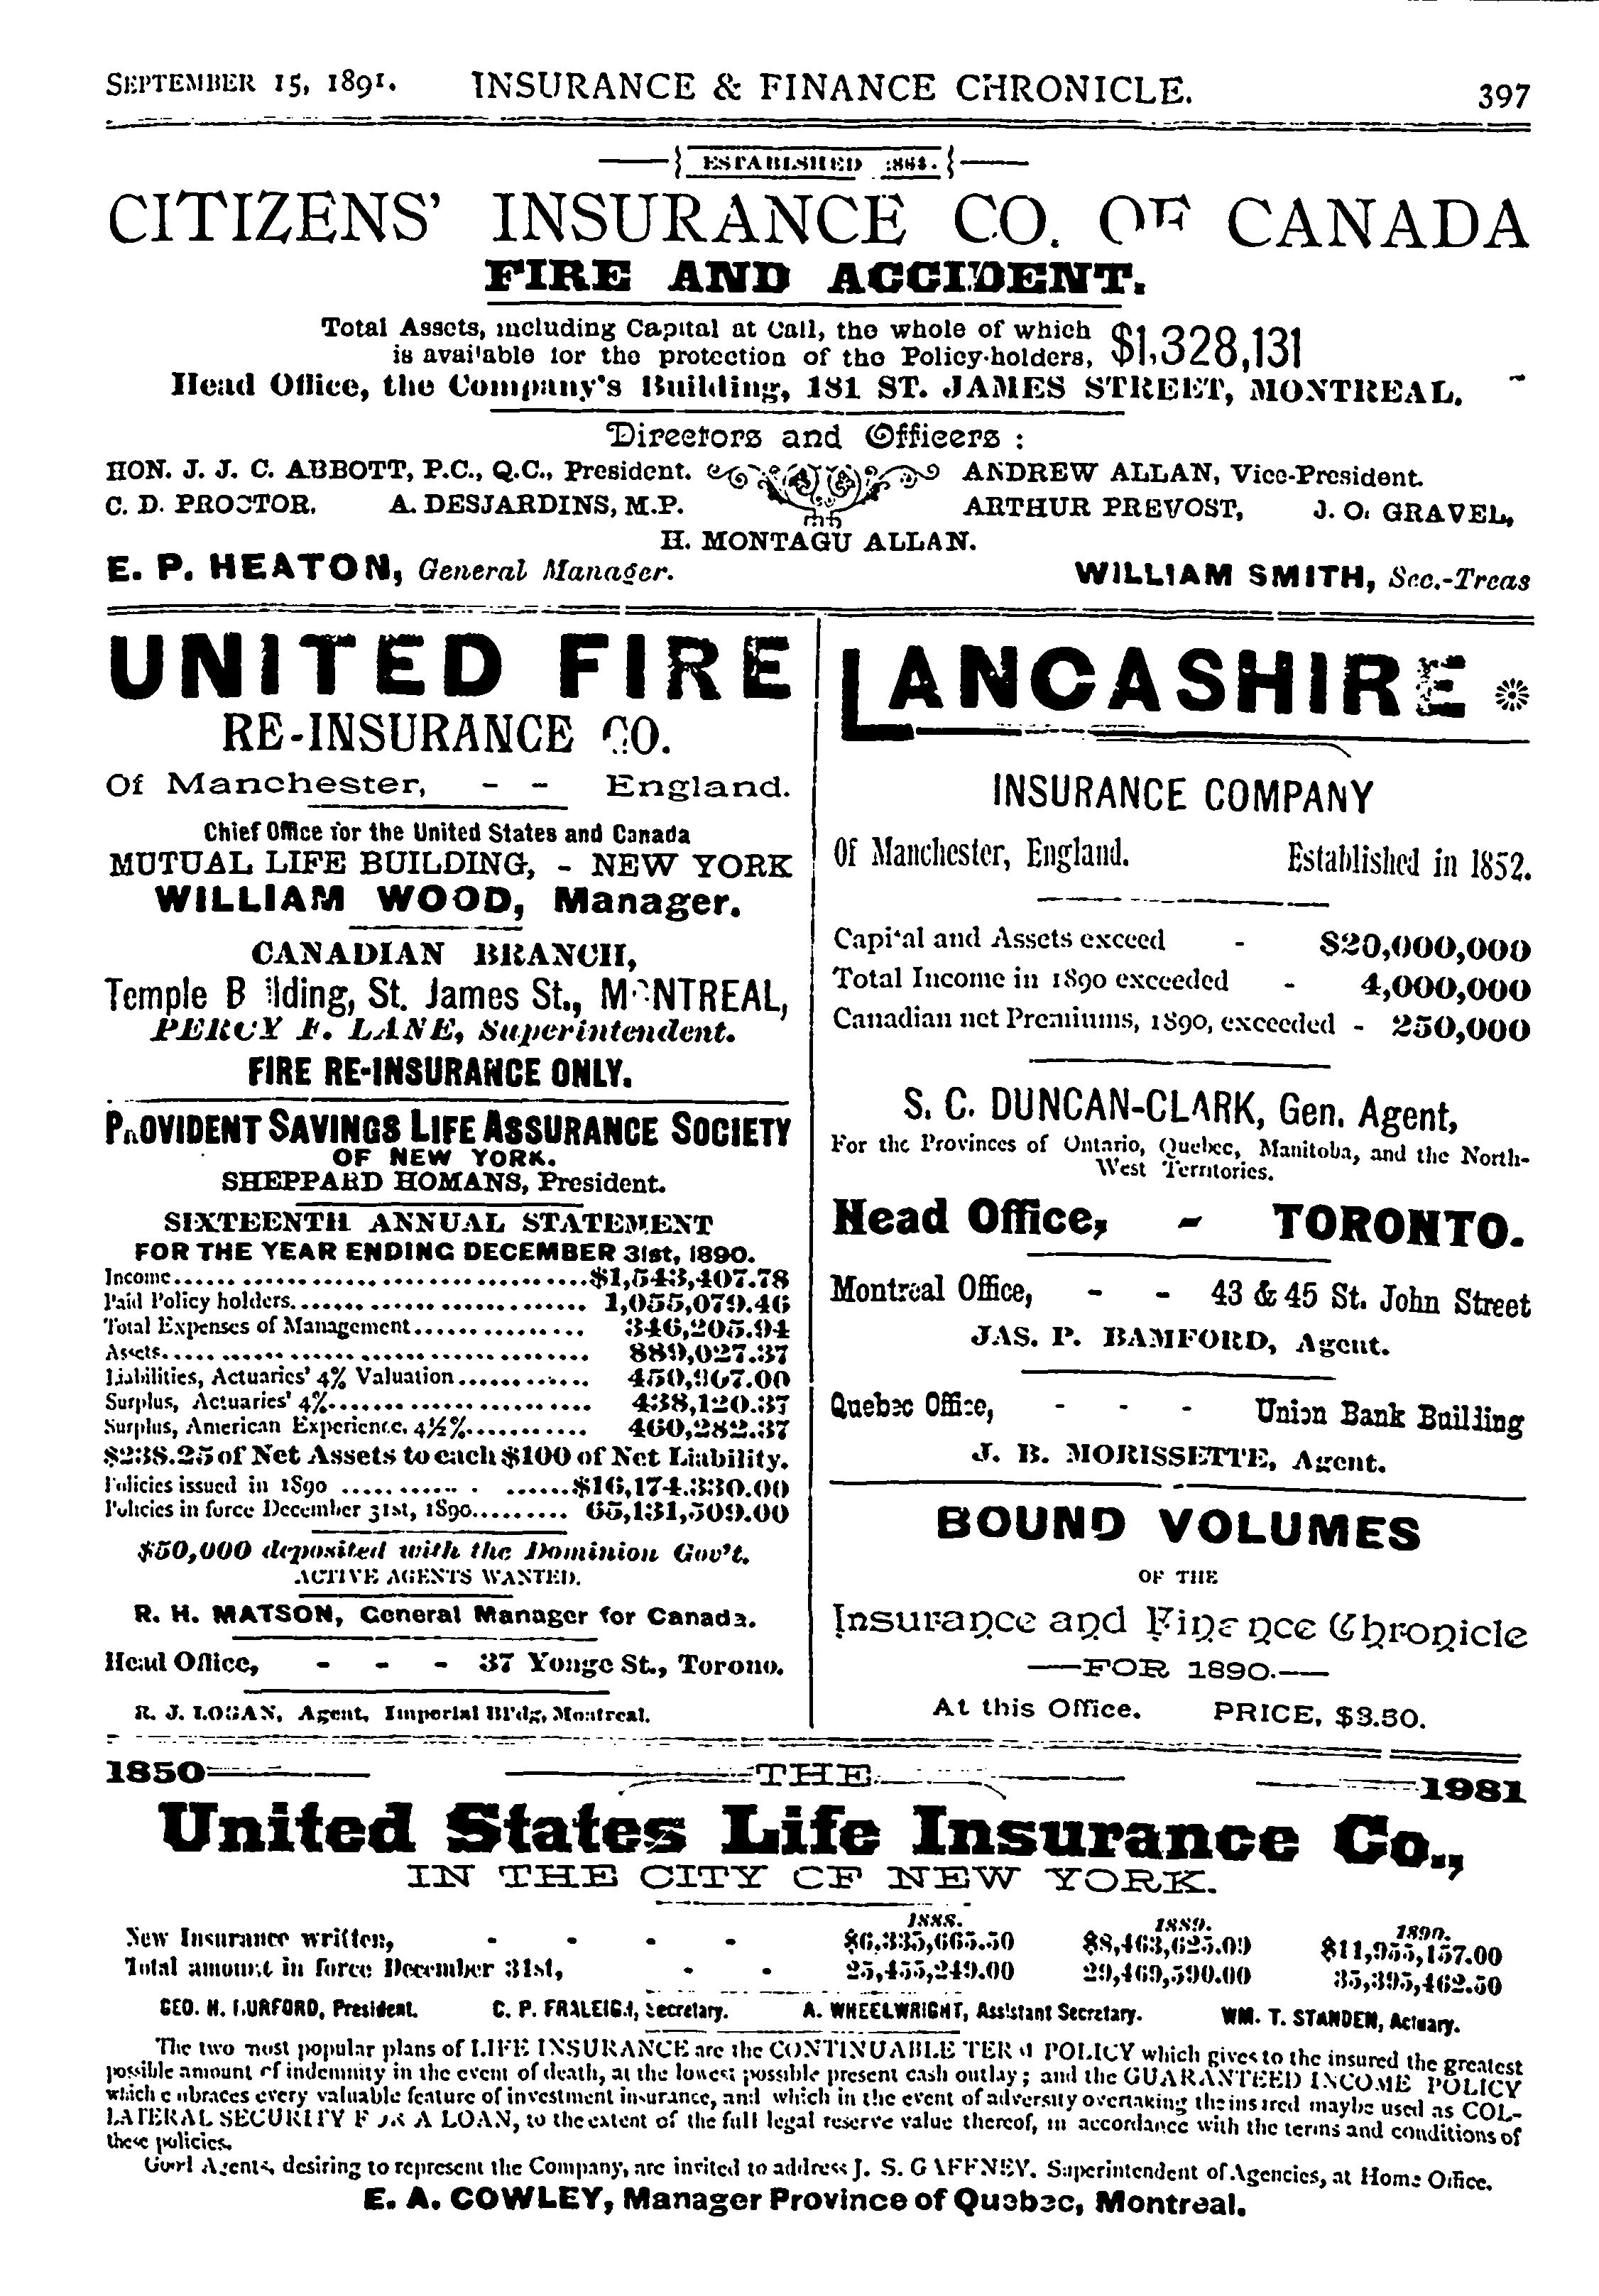 SEPTEMBER 15, 1891. INSURANCE & FINANCE CHRONICLE. 397
ESTABLISHED 1864.
CITIZENS' INSURANCE CO. OF CANADA
FIRE AND ACCIDENT.
Total Assets, including Capital at Call, the whole of which
is available for the protection of the Policy-holders, $1,328,131
Head Office, the Company's Building, 181 ST. JAMES STREET, MONTREAL.
Directors and Officers :
HON. J. J. C. ABBOTT, P.C., Q.C., President. ANDREW ALLAN, Vice-President.
C. D. PROCTOR. A. DESJARDINS, M.P. ARTHUR PREVOST, J. O. GRAVEL,
H. MONTAGU ALLAN.
E. P. HEATON, General Manager. WILLIAM SMITH, Sec.-Treas
UNITED FIRE
RE-INSURANCE CO.
Of Manchester, - - England.
Chief Office for the United States and Canada
MUTUAL LIFE BUILDING, - NEW YORK
WILLIAM WOOD, Manager.
CANADIAN BRANCH,
Temple Building, St. James St., MONTREAL,
PERCY F. LANE, Superintendent.
FIRE RE-INSURANCE ONLY.
PROVIDENT SAVINGS LIFE ASSURANCE SOCIETY
OF NEW YORK.
SHEPPARD HOMANS, President.
SIXTEENTH ANNUAL STATEMENT
FOR THE YEAR ENDING DECEMBER 31st, 1890.
Income.................................$1,543,407.78
Paid Policy holders........................... 1,055,079.46
Total Expenses of Management................ 346,205.94
Assets........................................ 889,027.37
Liabilities, Actuaries' 4% Valuation............ 450,907.00
Surplus, Actuaries' 4%........................ 438,120.37
Surplus, American Experience, 4½%........... 460,282.37
$238.25 of Net Assets to each $100 of Net Liability.
Policies issued in 1890 ..................$16,174.330.00
Policies in force December 31st, 1890......... 65,131,509.00
$50,000 deposited with the Dominion Gov't.
ACTIVE AGENTS WANTED.
R. H. MATSON, General Manager for Canada.
Head Office, - - - 37 Yonge St., Torono.
R. J. LOGAN, Agent, Imperial Bl'dg, Montreal.
LANCASHIRE
INSURANCE COMPANY
Of Manchester, England. Established in 1852.
Capital and Assets exceed - $20,000,000
Total Income in 1890 exceeded - 4,000,000
Canadian net Premiums, 1890, exceeded - 250,000
S. C. DUNCAN-CLARK, Gen. Agent,
For the Provinces of Ontario, Quebec, Manitoba, and the North-
West Territories.
Head Office, - TORONTO.
Montreal Office, - - 43 & 45 St. John Street
JAS. P. BAMFORD, Agent.
Quebec Office, - - - Union Bank Building
J. B. MORISSETTE, Agent.
BOUND VOLUMES
OF THE
Insurance and Finance Chronicle
—FOR 1890.—
At this Office. PRICE, $3.50.
1850 THE 1981
United States Life Insurance Co.,
IN THE CITY OF NEW YORK.
1888. 1889. 1890.
New Insurance written, - - - - $6,335,665.50 $8,463,625.09 $11,955,157.00
Total amount in force December 31st, - - 25,455,249.00 29,469,590.00 35,395,462.50
GEO. H. BURFORD, President. C. P. FRALEIGH, Secretary. A. WHEELWRIGHT, Assistant Secretary. WM. T. STANDEN, Actuary.
The two most popular plans of LIFE INSURANCE are the CONTINUABLE TERM POLICY which gives to the insured the greatest
possible amount of indemnity in the event of death, at the lowest possible present cash outlay; and the GUARANTEED INCOME POLICY
which embraces every valuable feature of investment insurance, and which in the event of adversity overtaking the insured maybe used as COL-
LATERAL SECURITY FOR A LOAN, to the extent of the full legal reserve value thereof, in accordance with the terms and conditions of
these policies.
Good Agents, desiring to represent the Company, are invited to address J. S. GAFFNEY, Superintendent of Agencies, at Home Office.
E. A. COWLEY, Manager Province of Quebec, Montreal.